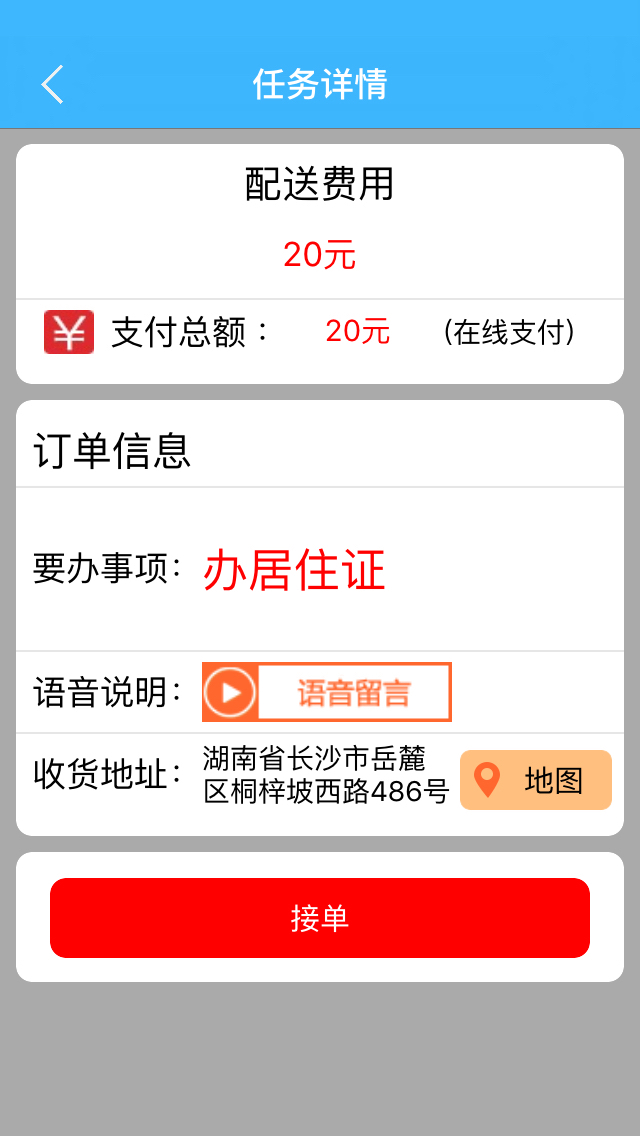 任务详情
配送费用
20元
¥ 支付总额： 20元 (在线支付)
订单信息
要办事项： 办居住证
语音说明： 语音留言
收货地址： 湖南省长沙市岳麓
区桐梓坡西路486号
地图
接单